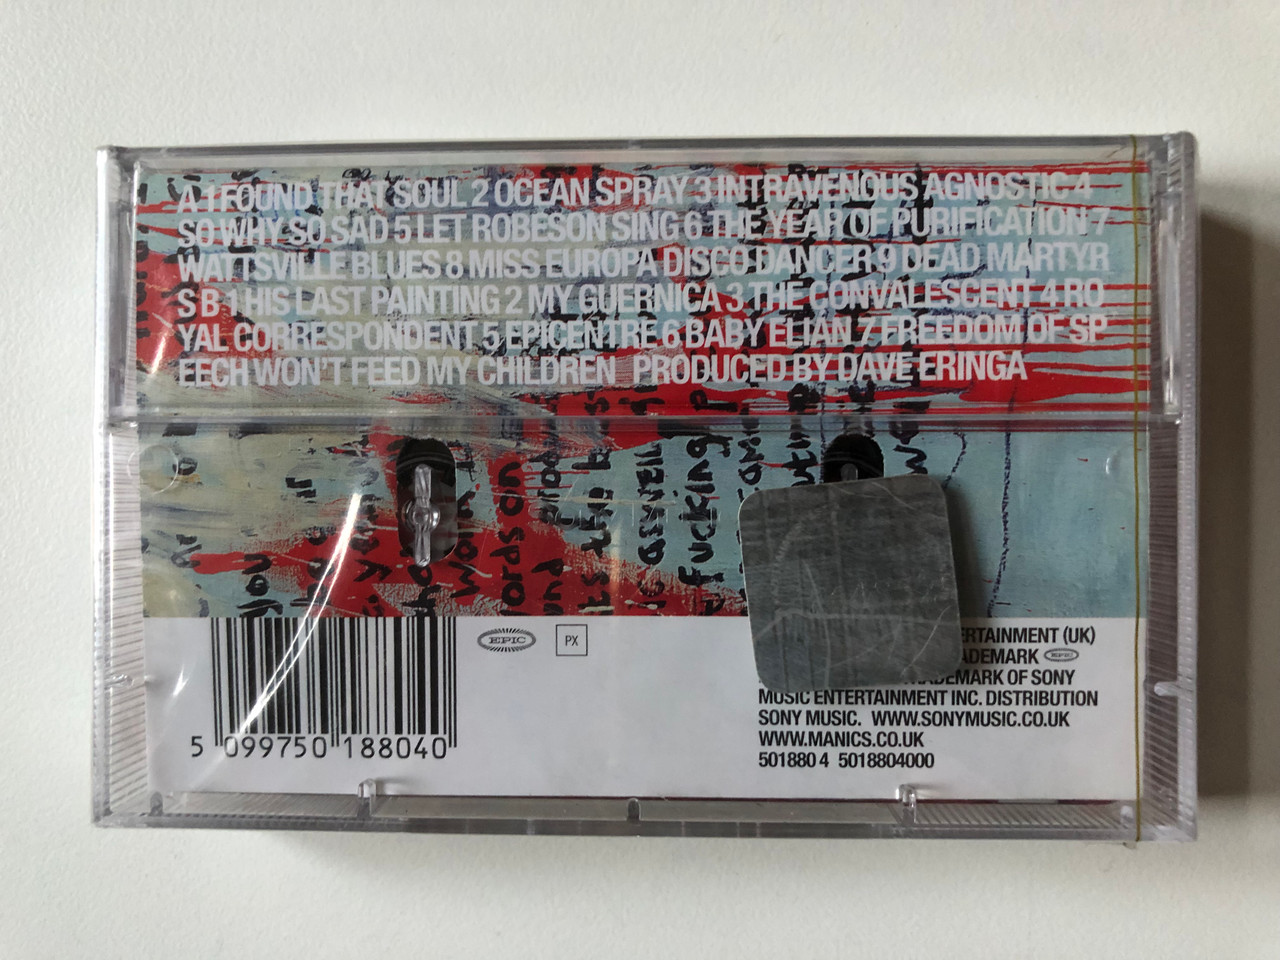 A 1 FOUND THAT SOUL 2 OCEAN SPRAY 3 INTRAVENOUS AGNOSTIC 4
SO WHY SO SAD 5 LET ROBESON SING 6 THE YEAR OF PURIFICATION 7
WATTSVILLE BLUES 8 MISS EUROPA DISCO DANCER 9 DEAD MARTYR
S B 1 HIS LAST PAINTING 2 MY GUERNICA 3 THE CONVALESCENT 4 RO
YAL CORRESPONDENT 5 EPICENTRE 6 BABY ELIAN 7 FREEDOM OF SP
EECH WON'T FEED MY CHILDREN PRODUCED BY DAVE ERINGA
you
words on
fucking
EPIC
PX
ERTAINMENT (UK)
ADEMARK EPIC
ADEMARK OF SONY
MUSIC ENTERTAINMENT INC. DISTRIBUTION
SONY MUSIC. WWW.SONYMUSIC.CO.UK
WWW.MANICS.CO.UK
501880 4 5018804000
5 099750 188040